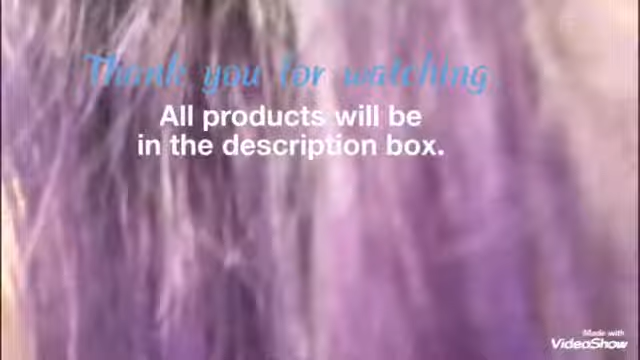 Thank you for watching
All products will be
in the description box.
Made with
VideoShow